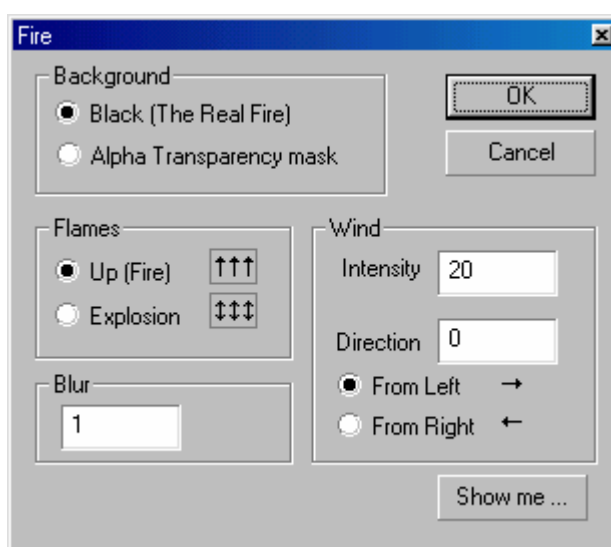 Fire
Background
Black (The Real Fire)
Alpha Transparency mask
OK
Cancel
Flames
Up (Fire)
Explosion
Blur
1
Wind
Intensity 20
Direction 0
From Left →
From Right ←
Show me ...